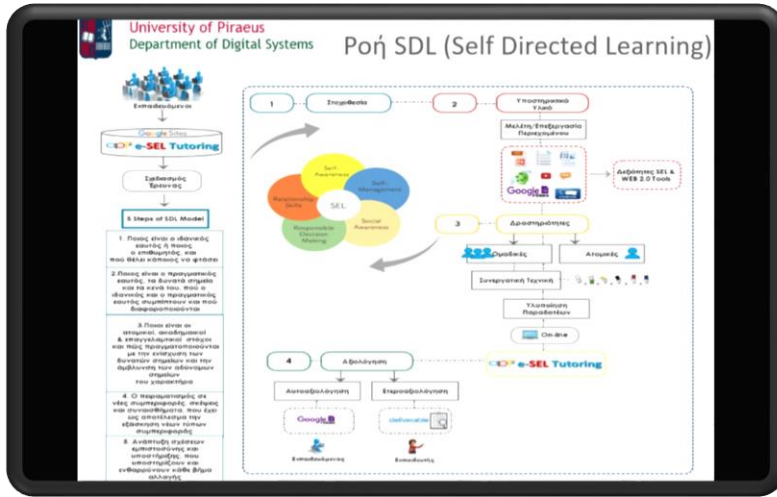 University of Piraeus
Department of Digital Systems
Ροή SDL (Self Directed Learning)
Εκπαιδευόμενοι
Google Sites
e-SEL Tutoring
Σχεδιασμός
Έρευνας
5 Steps of SDL Model
1. Ποιος είναι ο ιδανικός
εαυτός ή ποιος
ο επιθυμητός, και
που θέλει κάποιος να φτάσει
2.Ποιος είναι ο πραγματικός
εαυτός, τα δυνατά σημεία
και τα κενά του, πού ο
ιδανικός και ο πραγματικός
εαυτός συμπίπτουν και πού
διαφοροποιούνται
3.Ποιοι είναι οι
ατομικοί, ακαδημαικοί
& επαγγελματικοί στόχοι
και πώς πραγματοποιούνται
με την ενίσχυση των
δυνατών σημείων και την
άμβλυνση των αδύναμων
σημείων
του χαρακτήρα
4. Ο πειραματισμός σε
νέες συμπεριφορές, σκέψεις
και συναισθήματα, που έχει
ως αποτέλεσμα την
εξάσκηση νέων τύπων
συμπεριφοράς
5. Ανάπτυξη σχέσεων
εμπιστοσύνης και
υποστήριξης, που
υποστηρίζουν και
ενθαρρύνουν κάθε βήμα
αλλαγής
1
Στοχοθεσία
2
Υποστηρικτικό
Υλικό
Μελέτη/Επεξεργασία
Περιεχομένου
Google
Δεξιότητες SEL &
WEB 2.0 Tools
Self-
Awareness
Self-
Management
Social
Awareness
Responsible
Decision
Making
Relationship
Skills
SEL
3
Δραστηριότητες
Ομαδικές
Ατομικές
Συνεργατική Τεχνική
Υλοποίηση
Παραδοτέων
On-line
e-SEL Tutoring
4
Αξιολόγηση
Αυτοαξιολόγηση
Ετεροαξιολόγηση
Google
deliverable
Εκπαιδευόμενος
Εκπαιδευτής